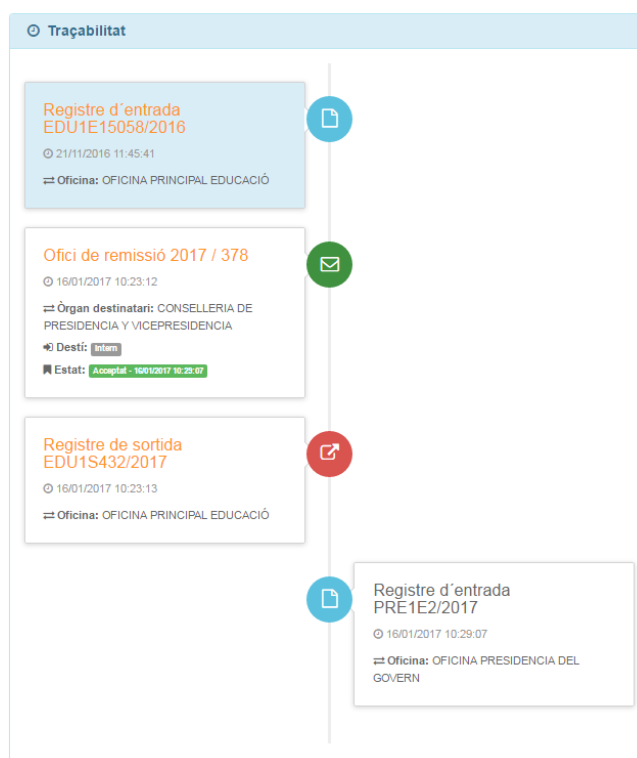 Traçabilitat
Registre d´entrada
EDU1E15058/2016
21/11/2016 11:45:41
Oficina: OFICINA PRINCIPAL EDUCACIÓ
Ofici de remissió 2017 / 378
16/01/2017 10:23:12
Òrgan destinatari: CONSELLERIA DE
PRESIDENCIA Y VICEPRESIDENCIA
Destí: Intern
Estat: Acceptat - 16/01/2017 10:29:07
Registre de sortida
EDU1S432/2017
16/01/2017 10:23:13
Oficina: OFICINA PRINCIPAL EDUCACIÓ
Registre d´entrada
PRE1E2/2017
16/01/2017 10:29:07
Oficina: OFICINA PRESIDENCIA DEL
GOVERN